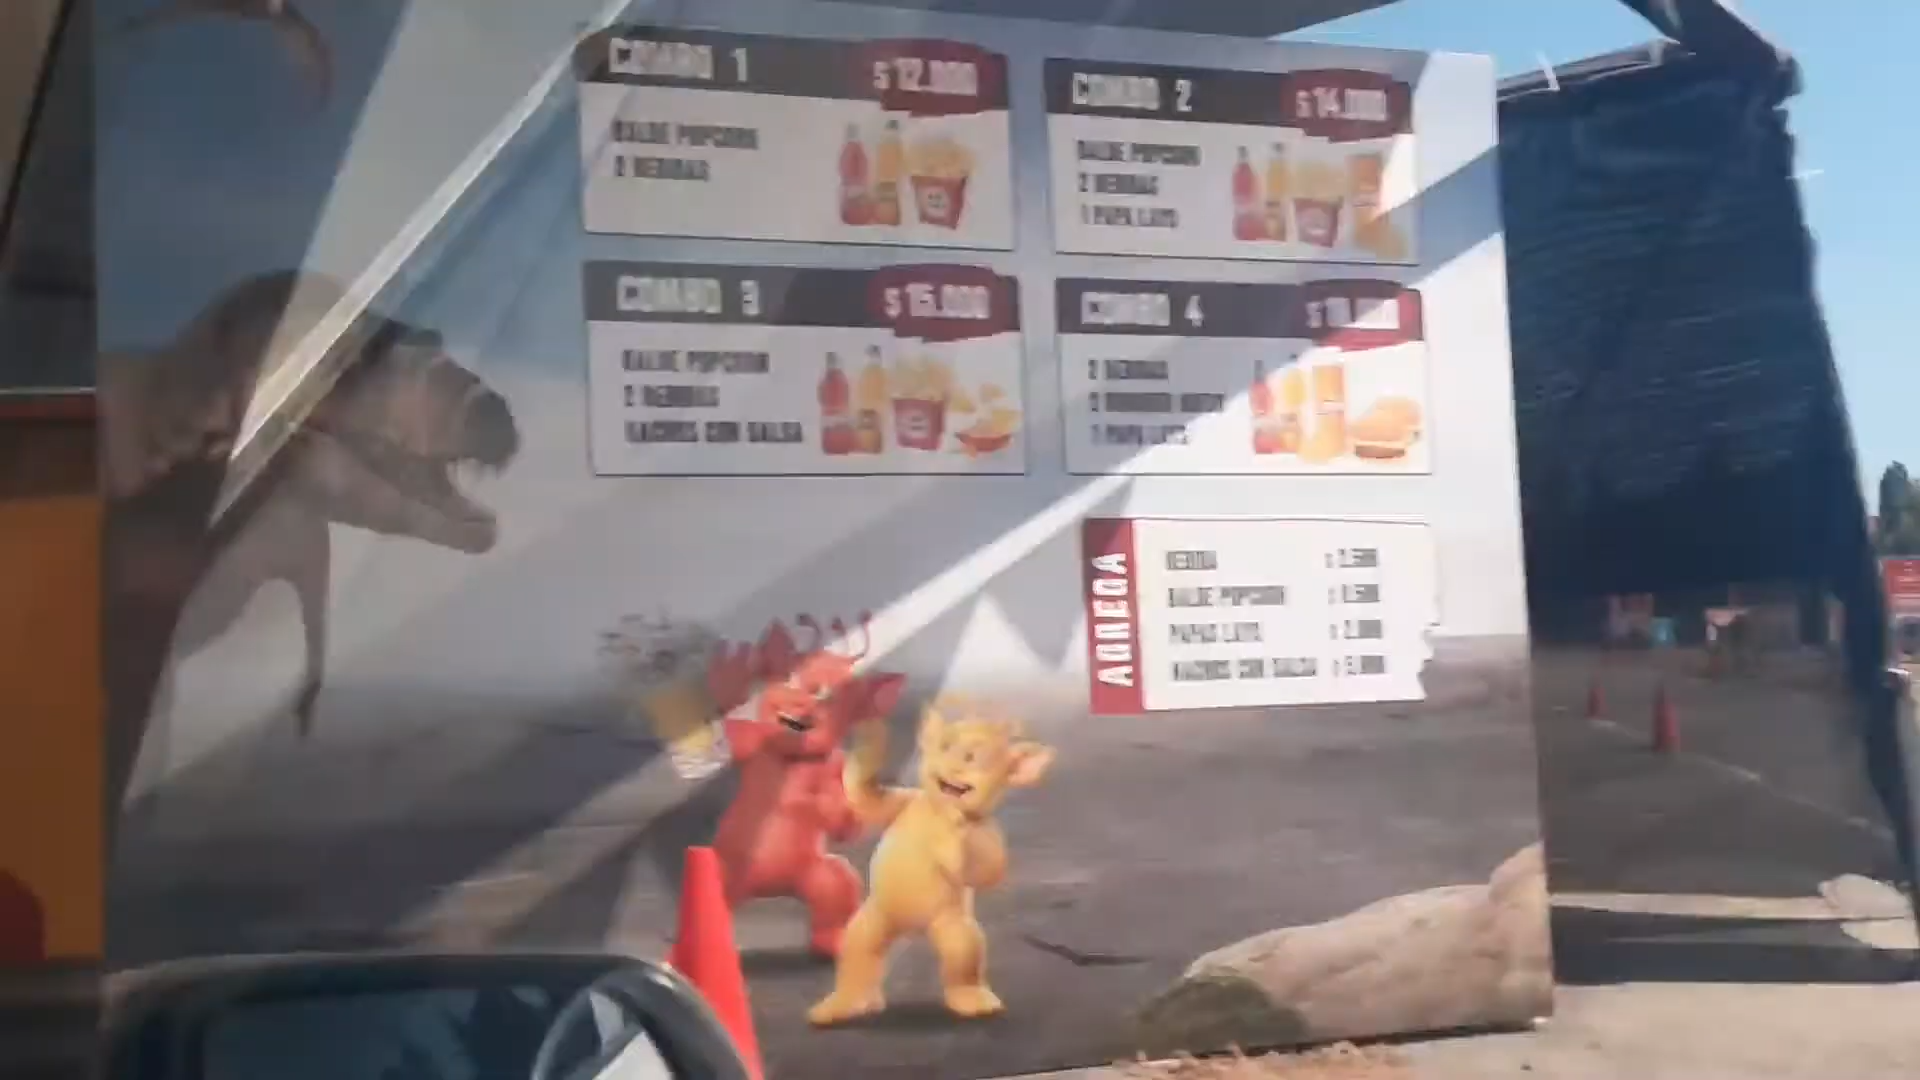 COMBO 1
$12.000
BALDE POPCORN
2 BEBIDAS
COMBO 2
$14.000
BALDE POPCORN
2 BEBIDAS
1 PAPA LAYS
COMBO 3
$15.000
BALDE POPCORN
2 BEBIDAS
NACHOS CON SALSA
COMBO 4
2 BEBIDAS
1 PAPA LAYS
AGREGA
BEBIDA
BALDE POPCORN
PAPAS LAYS
NACHOS CON SALSA